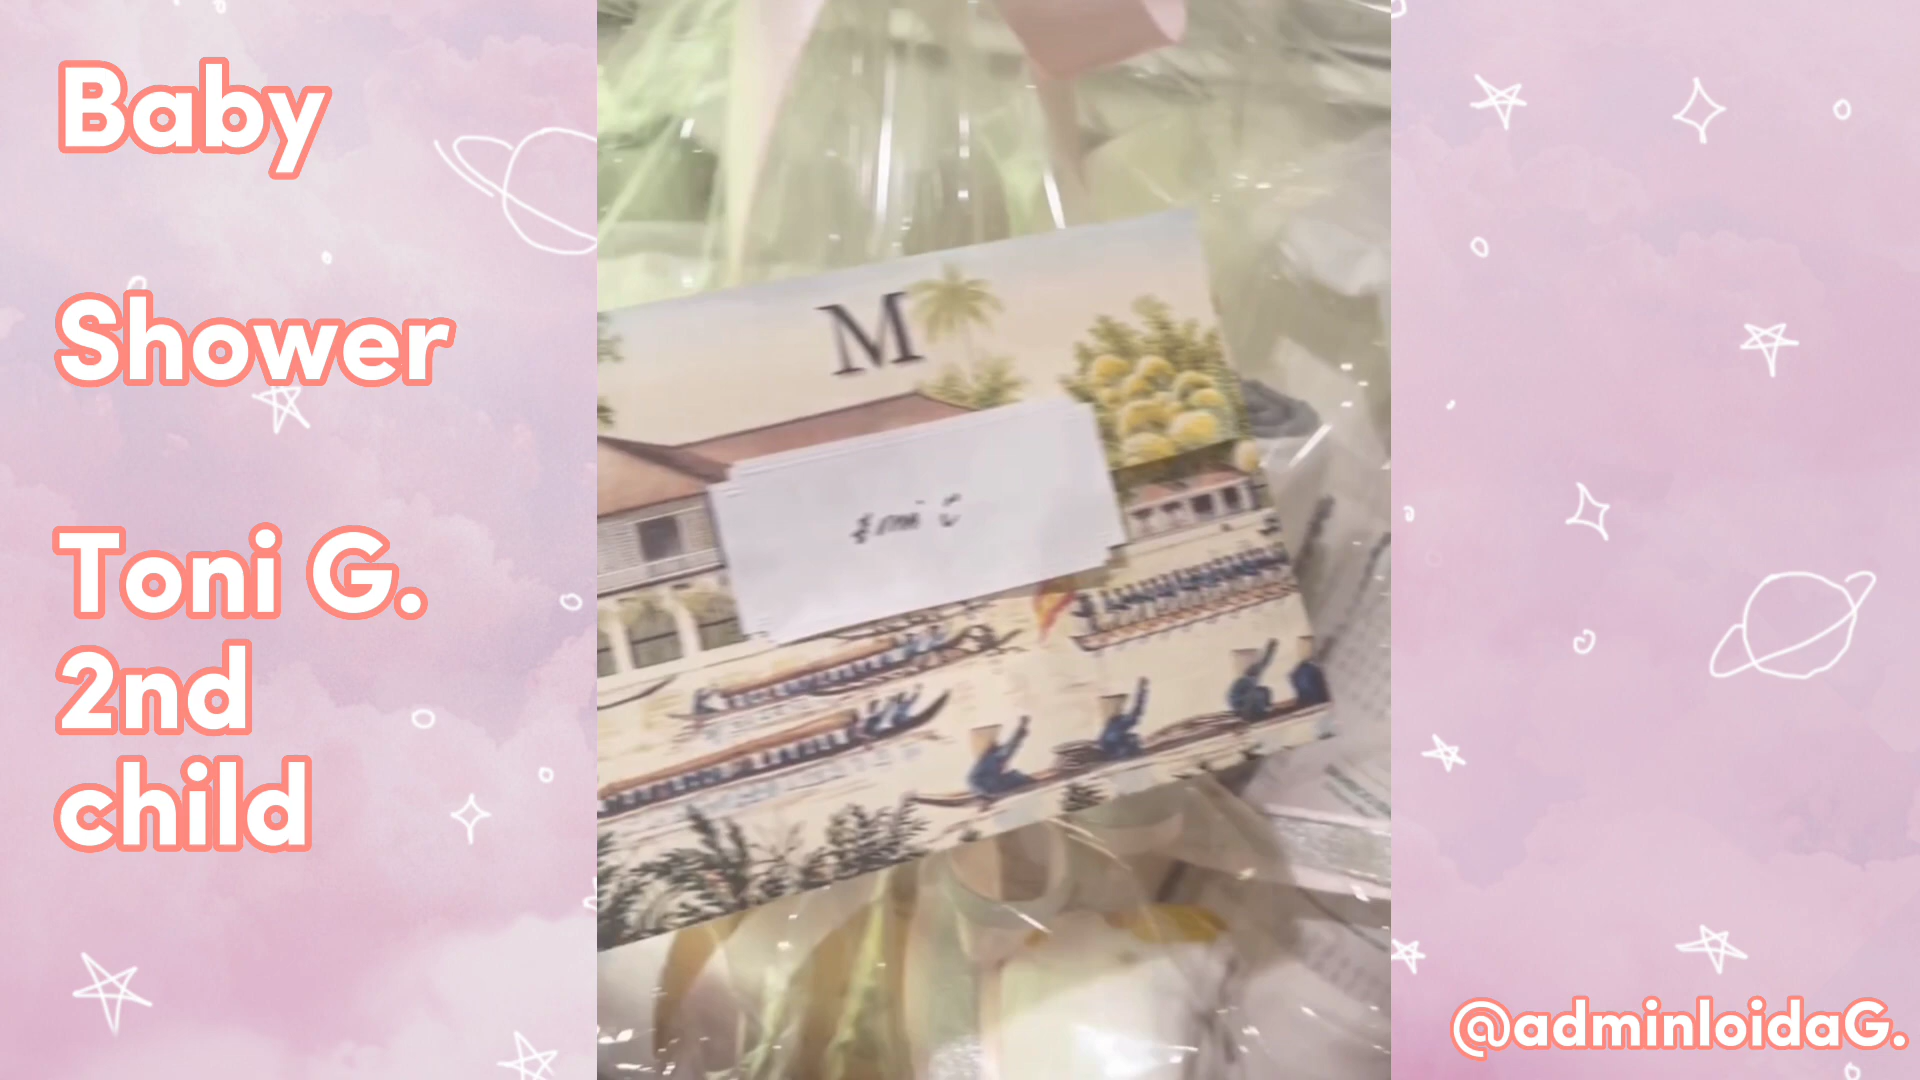 Baby
Shower
Toni G.
2nd
child
M
@adminloidaG.